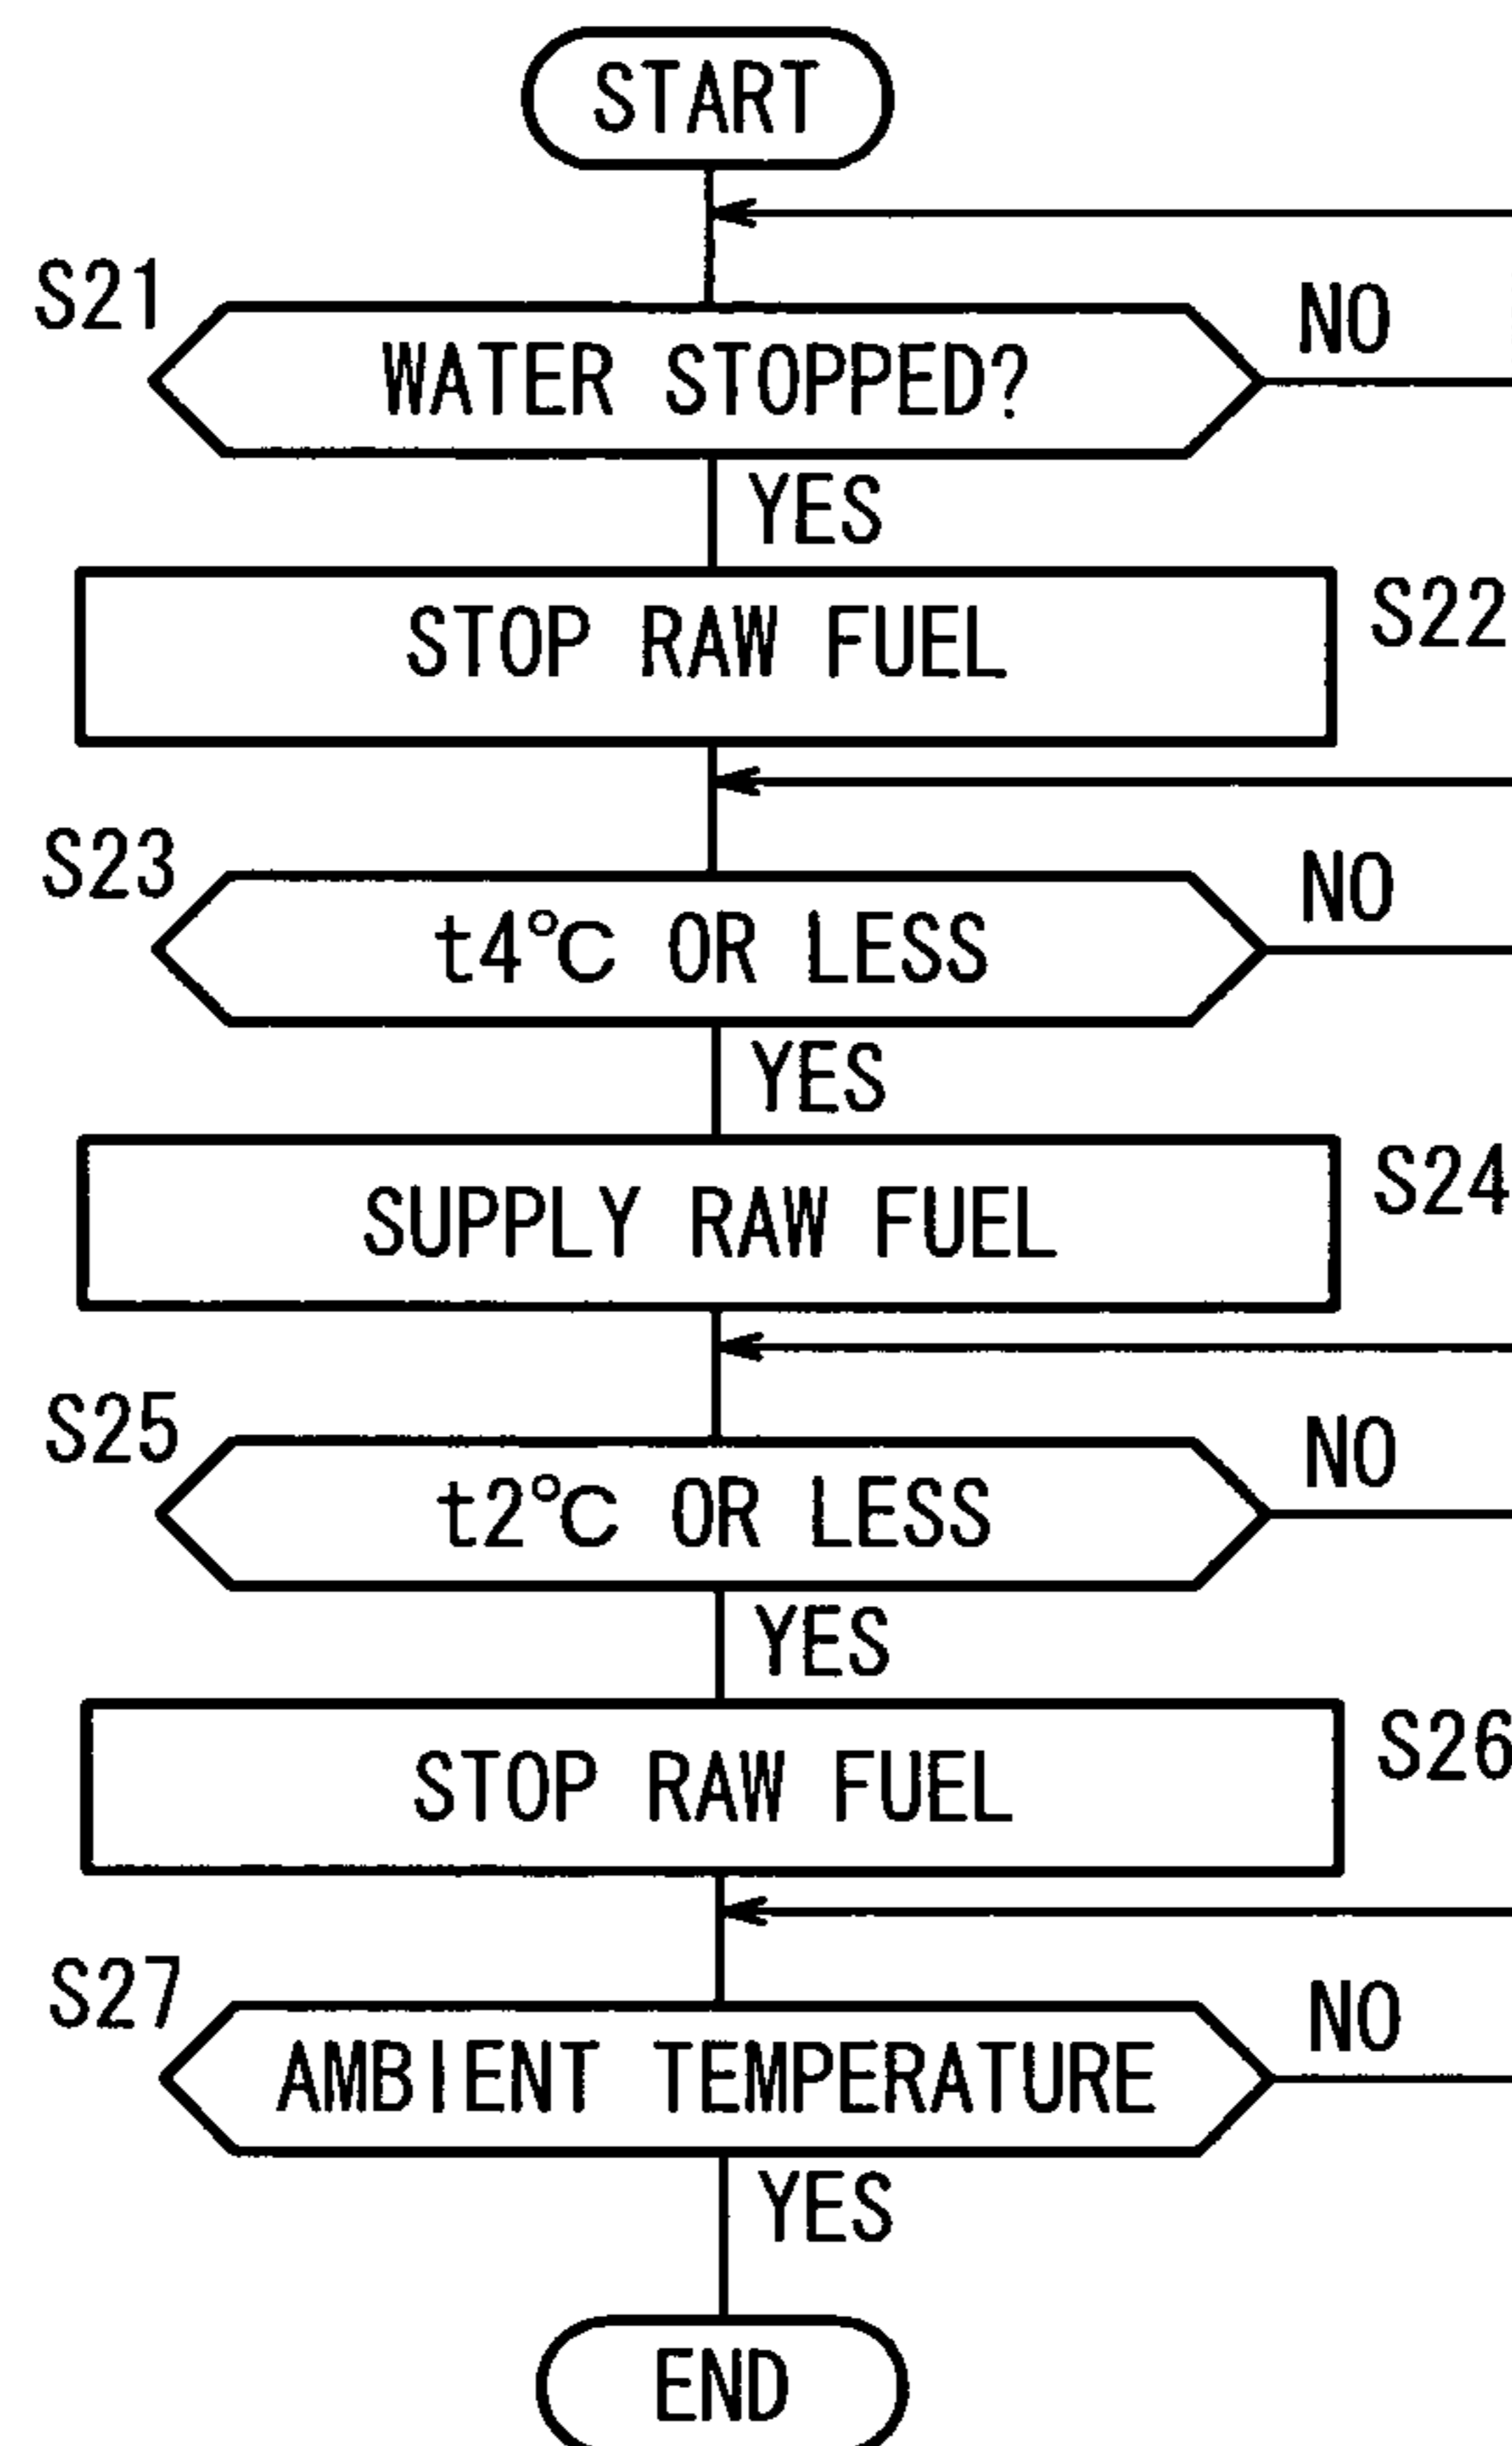 START
S21
WATER STOPPED?
NO
YES
STOP RAW FUEL
S22
S23
t4°C OR LESS
NO
YES
SUPPLY RAW FUEL
S24
S25
t2°C OR LESS
NO
YES
STOP RAW FUEL
S26
S27
AMBIENT TEMPERATURE
NO
YES
END